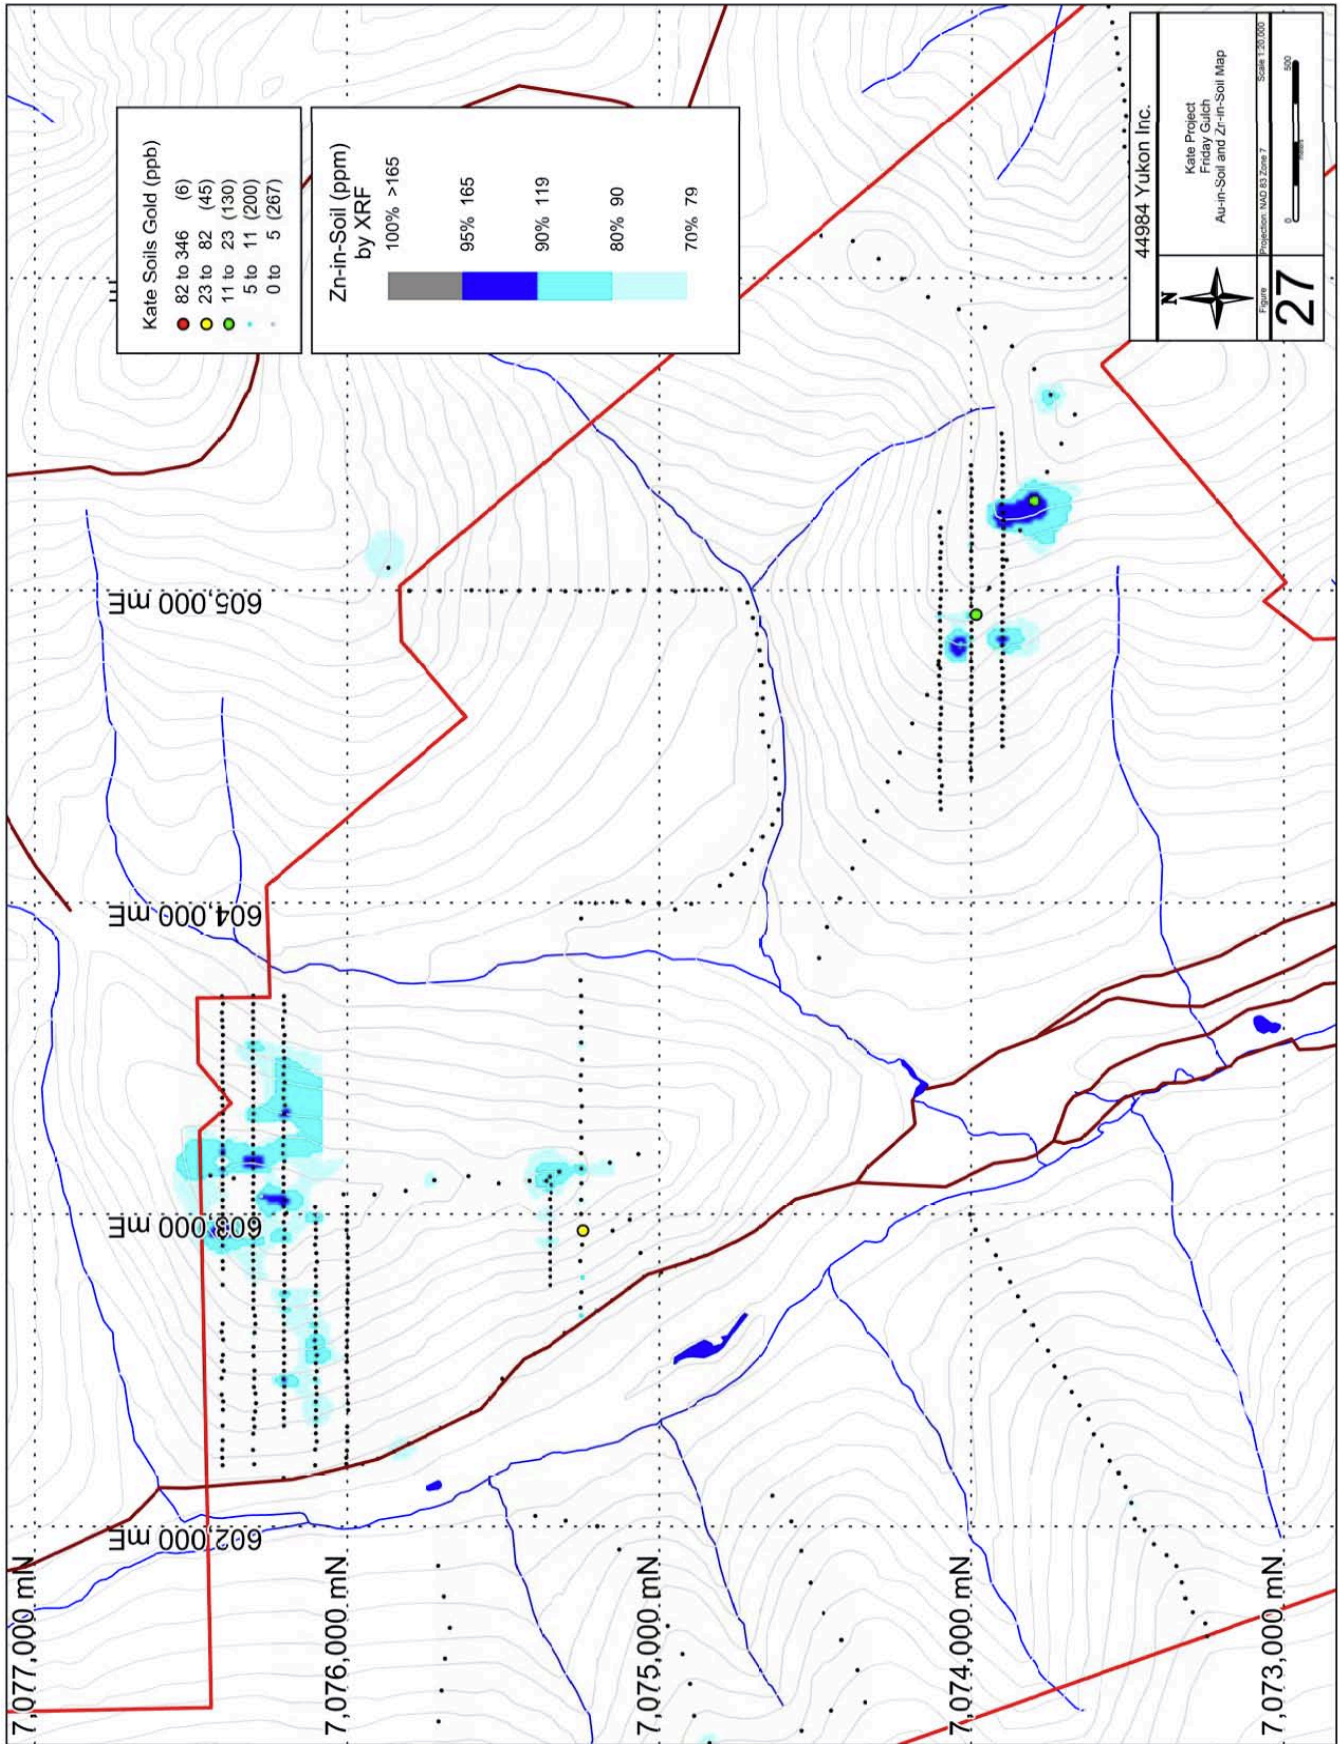 Kate Soils Gold (ppb)
82 to 346 (6)
23 to 82 (45)
11 to 23 (130)
5 to 11 (200)
0 to 5 (267)
Zn-in-Soil (ppm)
by XRF
100% >165
95% 165
90% 119
80% 90
70% 79
605,000 mE
604,000 mE
603,000 mE
602,000 mE
7,077,000 mN
7,076,000 mN
7,075,000 mN
7,074,000 mN
7,073,000 mN
44984 Yukon Inc.
N
Kate Project
Friday Gulch
Au-in-Soil and Zr-in-Soil Map
Figure
27
Projection: NAD 83 Zone 7
Scale 1:20,000
0 500
meters